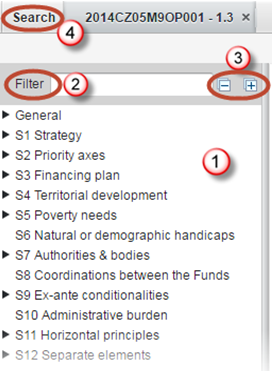 Search 2014CZ05M9OP001 - 1.3 ×
4
3
Filter 2
1
General
S1 Strategy
S2 Priority axes
S3 Financing plan
S4 Territorial development
S5 Poverty needs
S6 Natural or demographic handicaps
S7 Authorities & bodies
S8 Coordinations between the Funds
S9 Ex-ante conditionalities
S10 Administrative burden
S11 Horizontal principles
S12 Separate elements